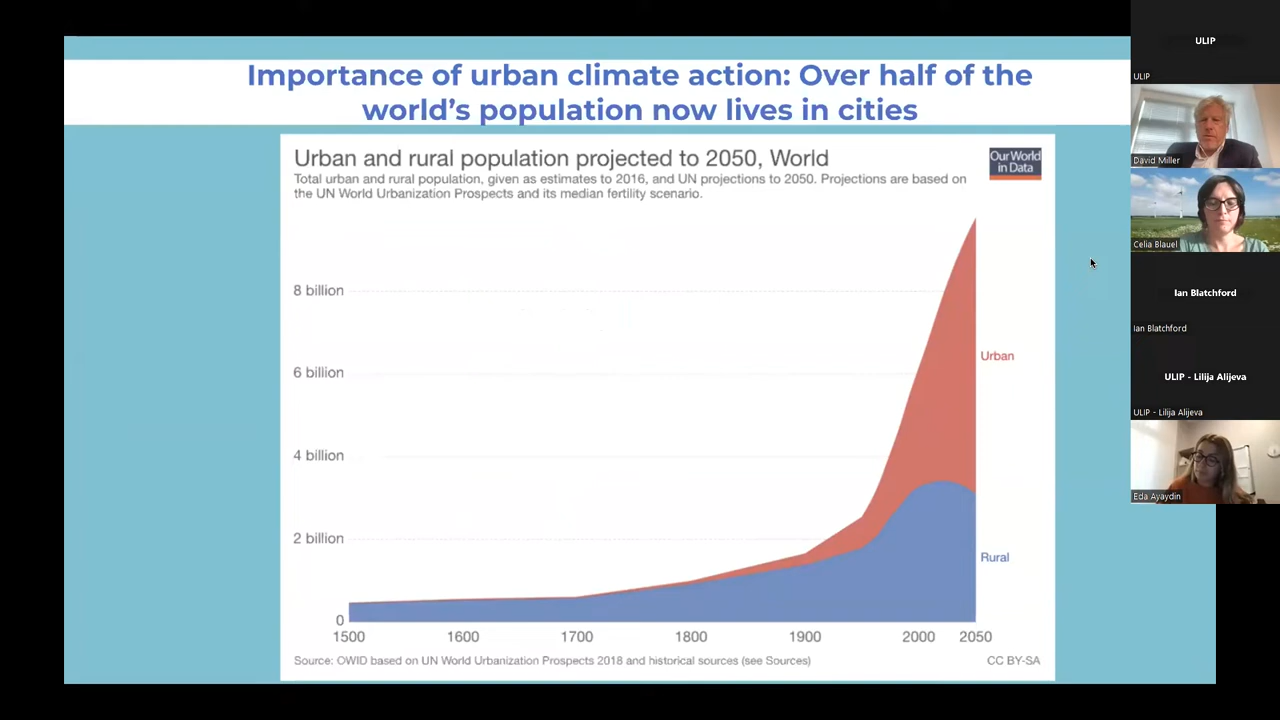 Importance of urban climate action: Over half of the
world's population now lives in cities
Urban and rural population projected to 2050, World
Total urban and rural population, given as estimates to 2016, and UN projections to 2050. Projections are based on
the UN World Urbanization Prospects and its median fertility scenario.
Our World
in Data
8 billion
6 billion
4 billion
2 billion
0
Urban
Rural
1500
1600
1700
1800
1900
2000
2050
Source: OWID based on UN World Urbanization Prospects 2018 and historical sources (see Sources)
CC BY-SA
ULIP
ULIP
David Miller
Celia Blauel
Ian Blatchford
Ian Blatchford
ULIP - Lilija Alijeva
ULIP - Lilija Alijeva
Eda Ayaydin